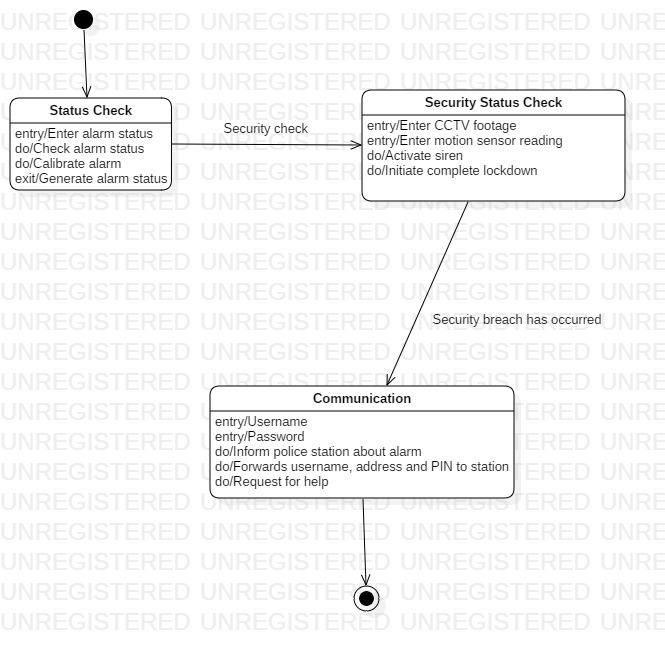 Status Check
entry/Enter alarm status
do/Check alarm status
do/Calibrate alarm
exit/Generate alarm status
Security check
Security Status Check
entry/Enter CCTV footage
entry/Enter motion sensor reading
do/Activate siren
do/Initiate complete lockdown
Security breach has occurred
Communication
entry/Username
entry/Password
do/Inform police station about alarm
do/Forwards username, address and PIN to station
do/Request for help
UNREGISTERED